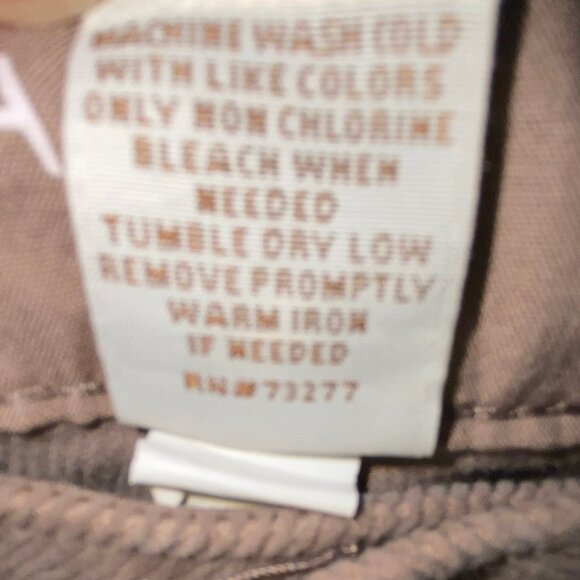 MACHINE WASH COLD
WITH LIKE COLORS
ONLY NON CHLORINE
BLEACH WHEN
NEEDED
TUMBLE DRY LOW
REMOVE PROMPTLY
WARM IRON
IF NEEDED
RN# 73277
A